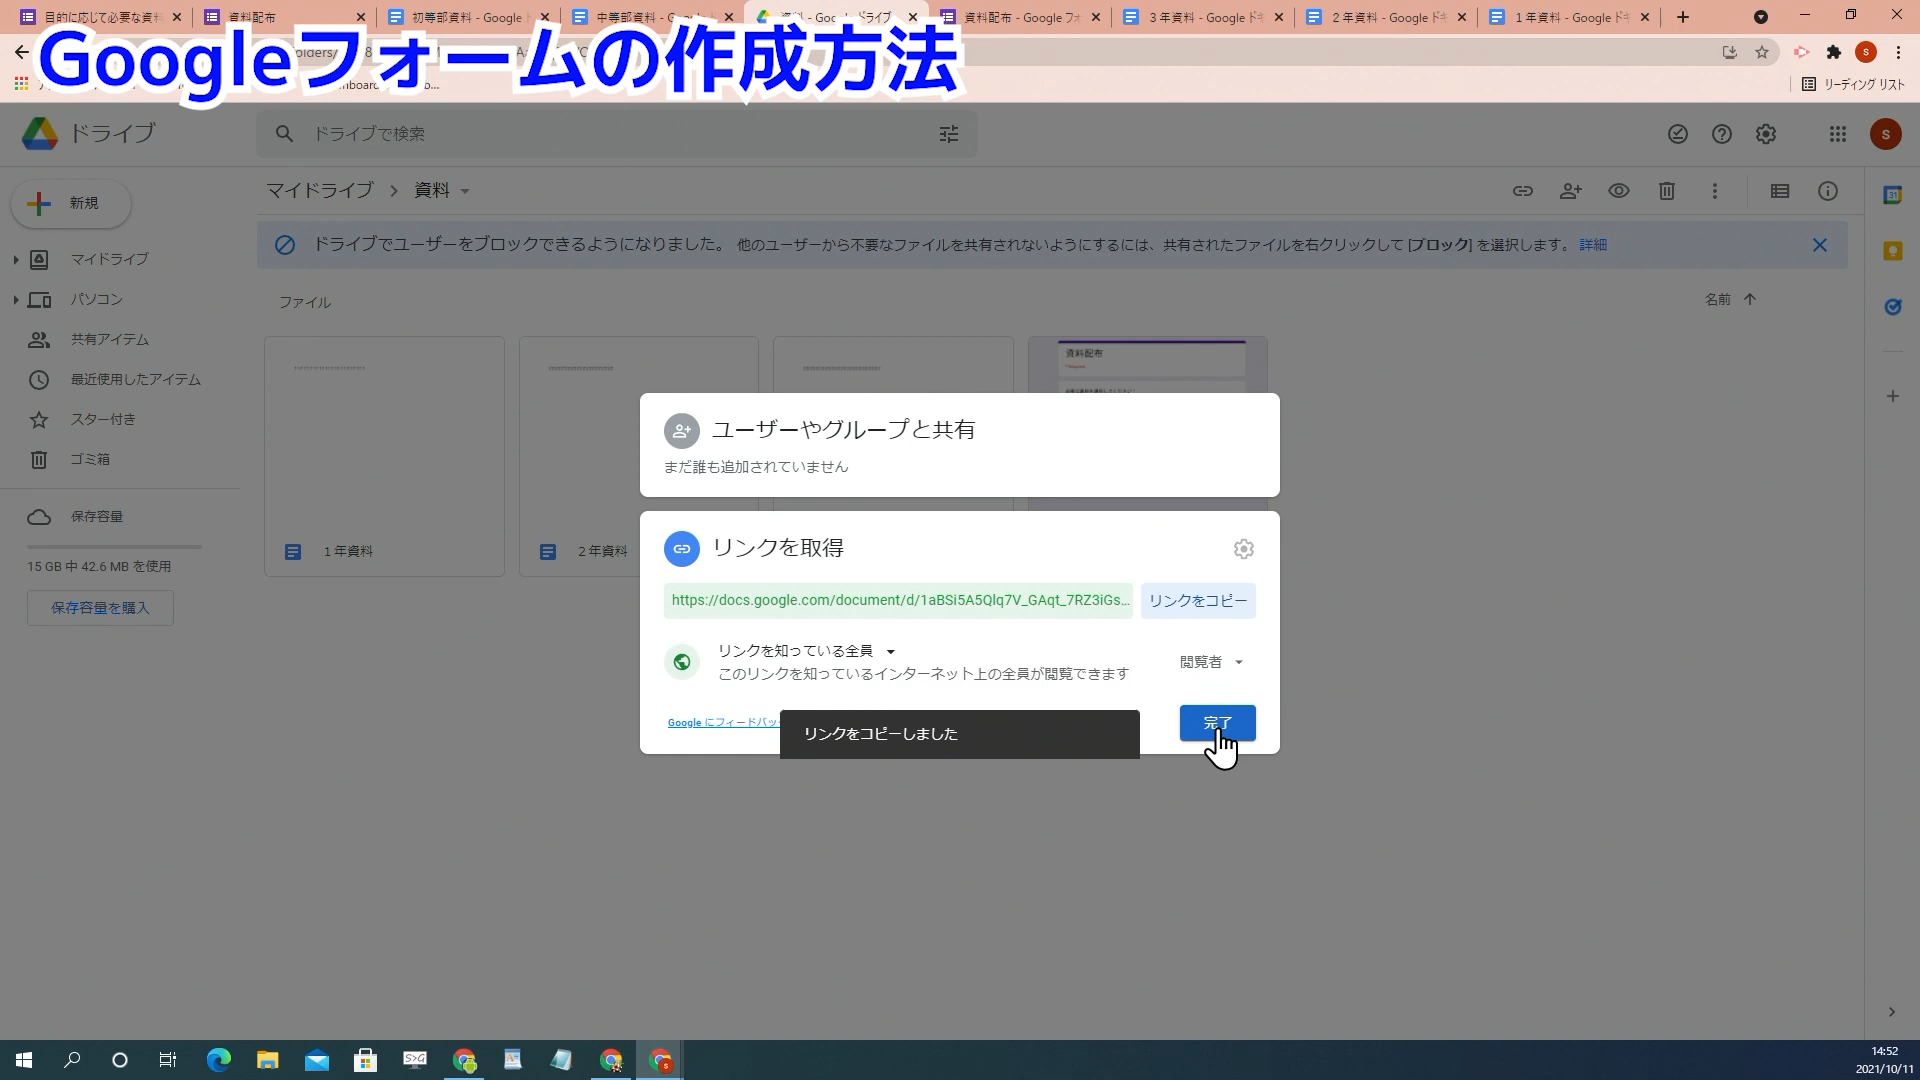 目的に応じて必要な資料
資料配布
初等部資料 - Google
中等部資料 -
ドライブ
資料配布 - Google フォ
3 年資料 - Google ドキ
2 年資料 - Google ドキ
1 年資料 - Google ドキ
Googleフォームの作成方法
リーディング リスト
ドライブ
ドライブで検索
S
マイドライブ
資料
新規
ドライブでユーザーをブロックできるようになりました。 他のユーザーから不要なファイルを共有されないようにするには、共有されたファイルを右クリックして [ブロック] を選択します。 詳細
マイドライブ
パソコン
共有アイテム
最近使用したアイテム
スター付き
ゴミ箱
保存容量
15 GB 中 42.6 MB を使用
保存容量を購入
ファイル
名前
資料配布
1 年資料
2 年資料
ユーザーやグループと共有
まだ誰も追加されていません
リンクを取得
https://docs.google.com/document/d/1aBSi5A5Qlq7V_GAqt_7RZ3iGs...
リンクをコピー
リンクを知っている全員
このリンクを知っているインターネット上の全員が閲覧できます
閲覧者
Google にフィードバッ
リンクをコピーしました
完了
14:52
2021/10/11